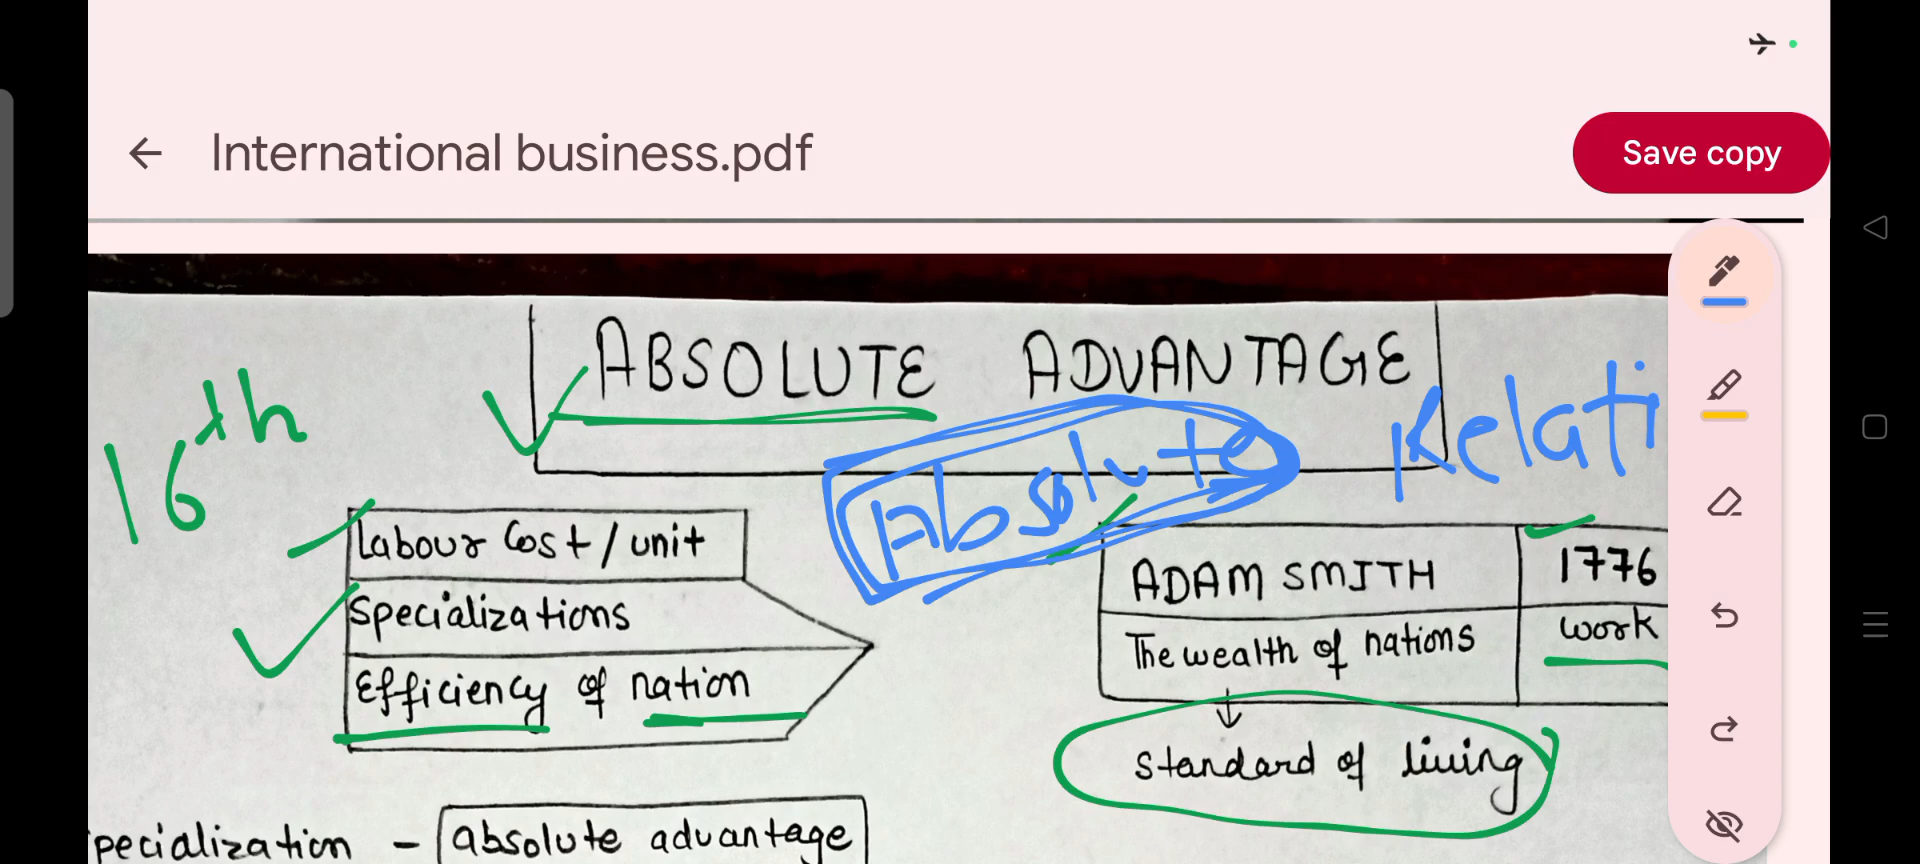 International business.pdf
Save copy
ABSOLUTE ADVANTAGE
16th
Absolute
Relati
Labour Cost/unit
Specializations
Efficiency of nation
ADAM SMITH 1776
The wealth of nations work
↓
standard of living
pecialization - absolute advantage